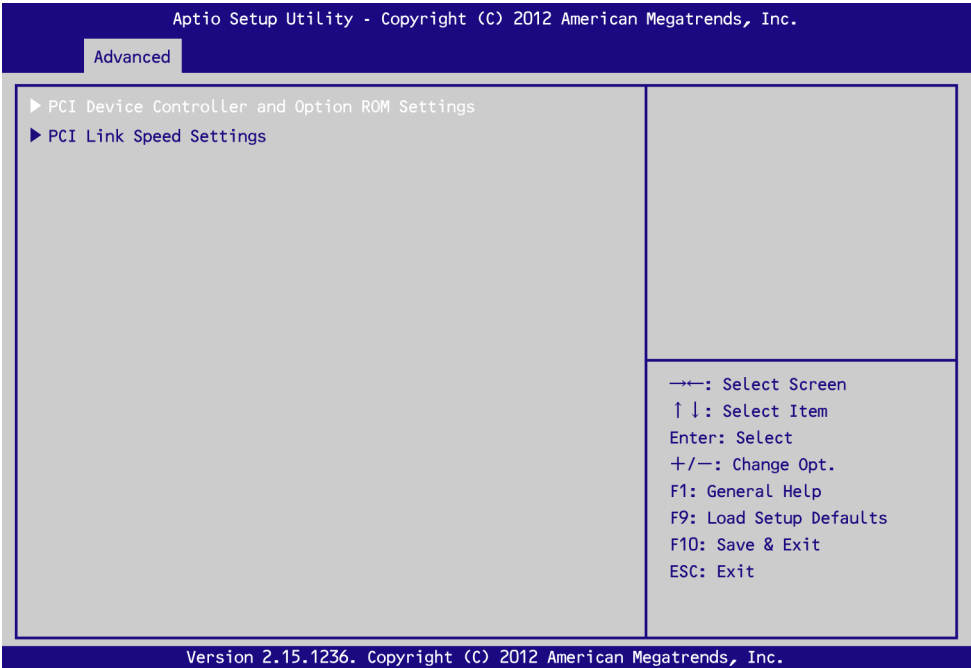 Aptio Setup Utility - Copyright (C) 2012 American Megatrends, Inc.
Advanced
▶ PCI Device Controller and Option ROM Settings
▶ PCI Link Speed Settings
→←: Select Screen
↑↓: Select Item
Enter: Select
+/-: Change Opt.
F1: General Help
F9: Load Setup Defaults
F10: Save & Exit
ESC: Exit
Version 2.15.1236. Copyright (C) 2012 American Megatrends, Inc.